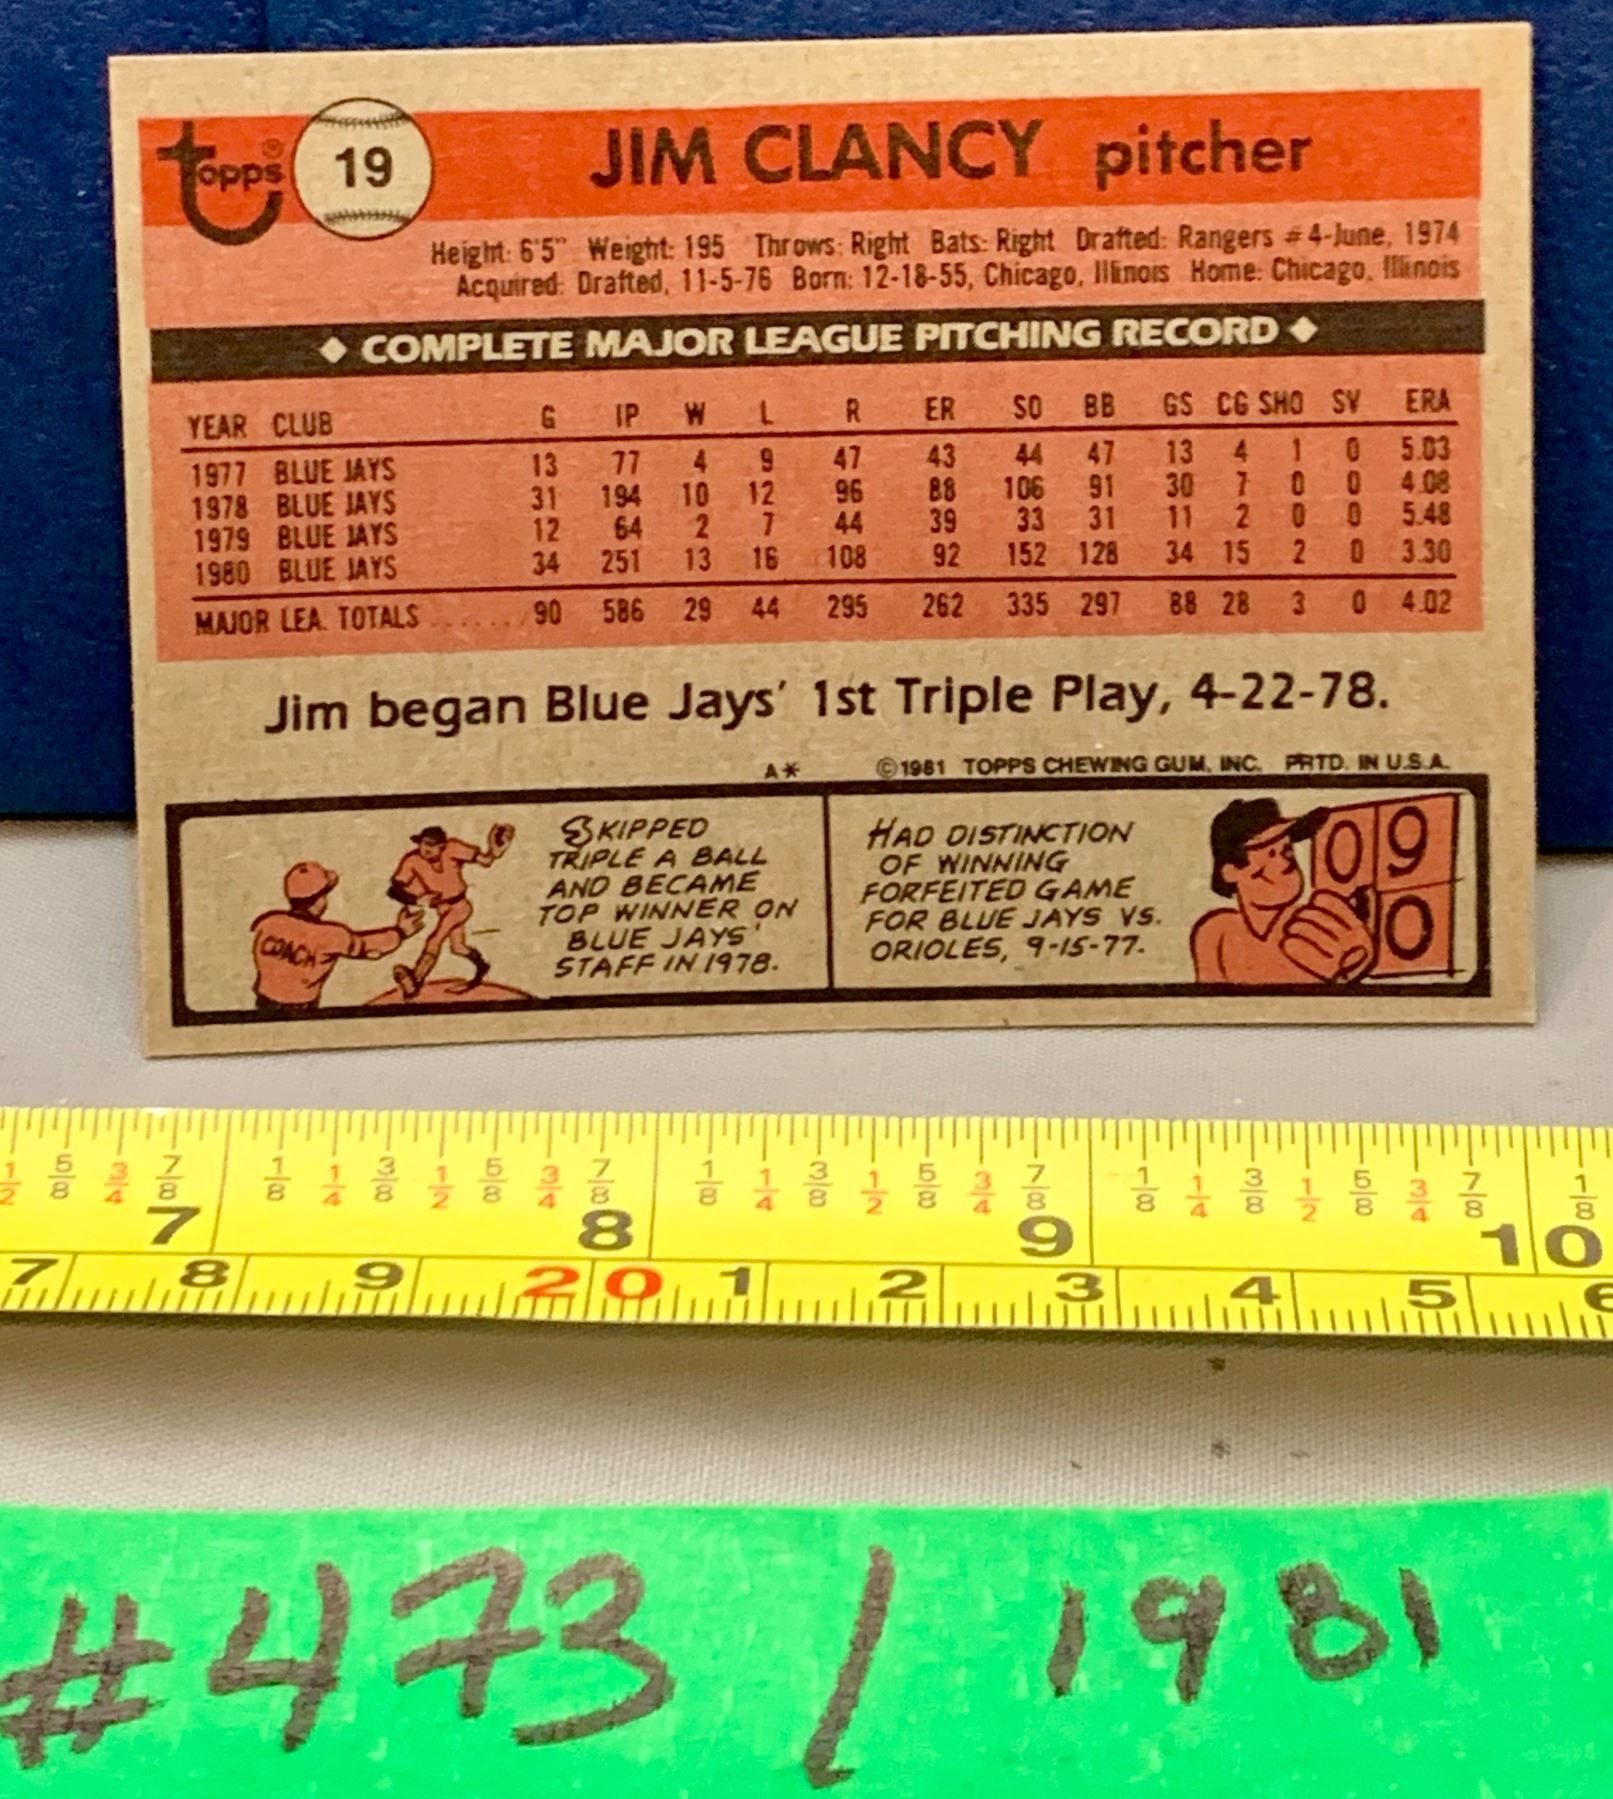 topps® 19 JIM CLANCY pitcher
Height: 6'5" Weight: 195 Throws: Right Bats: Right Drafted: Rangers #4-June, 1974
Acquired: Drafted, 11-5-76 Born: 12-18-55, Chicago, Illinois Home: Chicago, Illinois
◆ COMPLETE MAJOR LEAGUE PITCHING RECORD ◆
YEAR CLUB G IP W L R ER SO BB GS CG SHO SV ERA
1977 BLUE JAYS 13 77 4 9 47 43 44 47 13 4 1 0 5.03
1978 BLUE JAYS 31 194 10 12 96 88 106 91 30 7 0 0 4.08
1979 BLUE JAYS 12 64 2 7 44 39 33 31 11 2 0 0 5.48
1980 BLUE JAYS 34 251 13 16 108 92 152 128 34 15 2 0 3.30
MAJOR LEA. TOTALS ....... 90 586 29 44 295 262 335 297 88 28 3 0 4.02
Jim began Blue Jays' 1st Triple Play, 4-22-78.
A* ©1981 TOPPS CHEWING GUM, INC. PRTD. IN U.S.A.
COACH
SKIPPED
TRIPLE A BALL
AND BECAME
TOP WINNER ON
BLUE JAYS'
STAFF IN 1978.
HAD DISTINCTION
OF WINNING
FORFEITED GAME
FOR BLUE JAYS VS.
ORIOLES, 9-15-77.
0 9
0
1/2 5/8 3/4 7/8 1/8 1/4 3/8 1/2 5/8 3/4 7/8 1/8 1/4 3/8 1/2 5/8 3/4 7/8 1/8 1/4 3/8 1/2 5/8 3/4 7/8 1/8
7 8 9 10
7 8 9 20 1 2 3 4 5 6
#473 / 1981